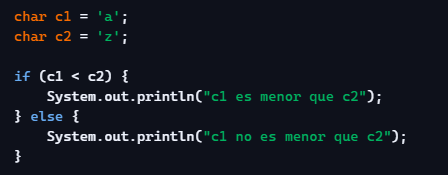 char c1 = 'a';
char c2 = 'z';

if (c1 < c2) {
    System.out.println("c1 es menor que c2");
} else {
    System.out.println("c1 no es menor que c2");
}